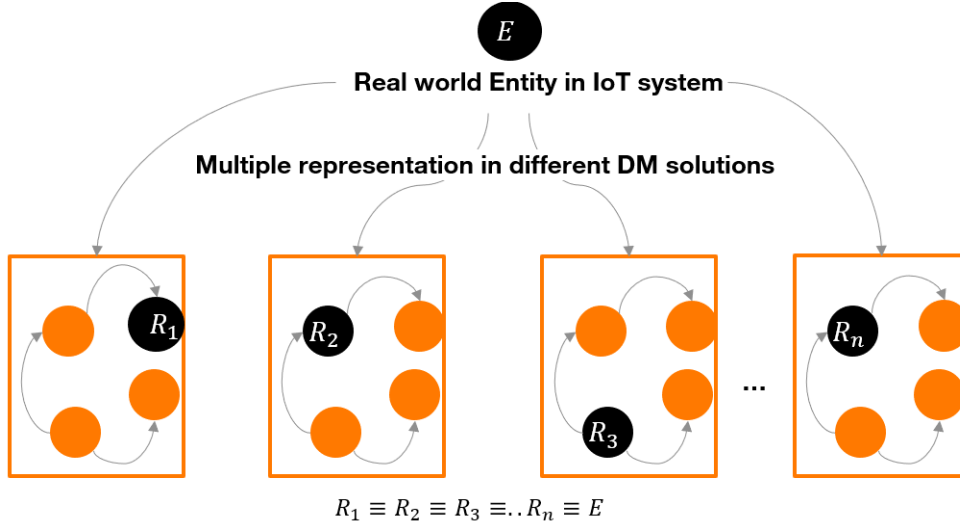 E
Real world Entity in IoT system
Multiple representation in different DM solutions
R₁
R₂
R₃
...
Rₙ
R₁ ≡ R₂ ≡ R₃ ≡.. Rₙ ≡ E